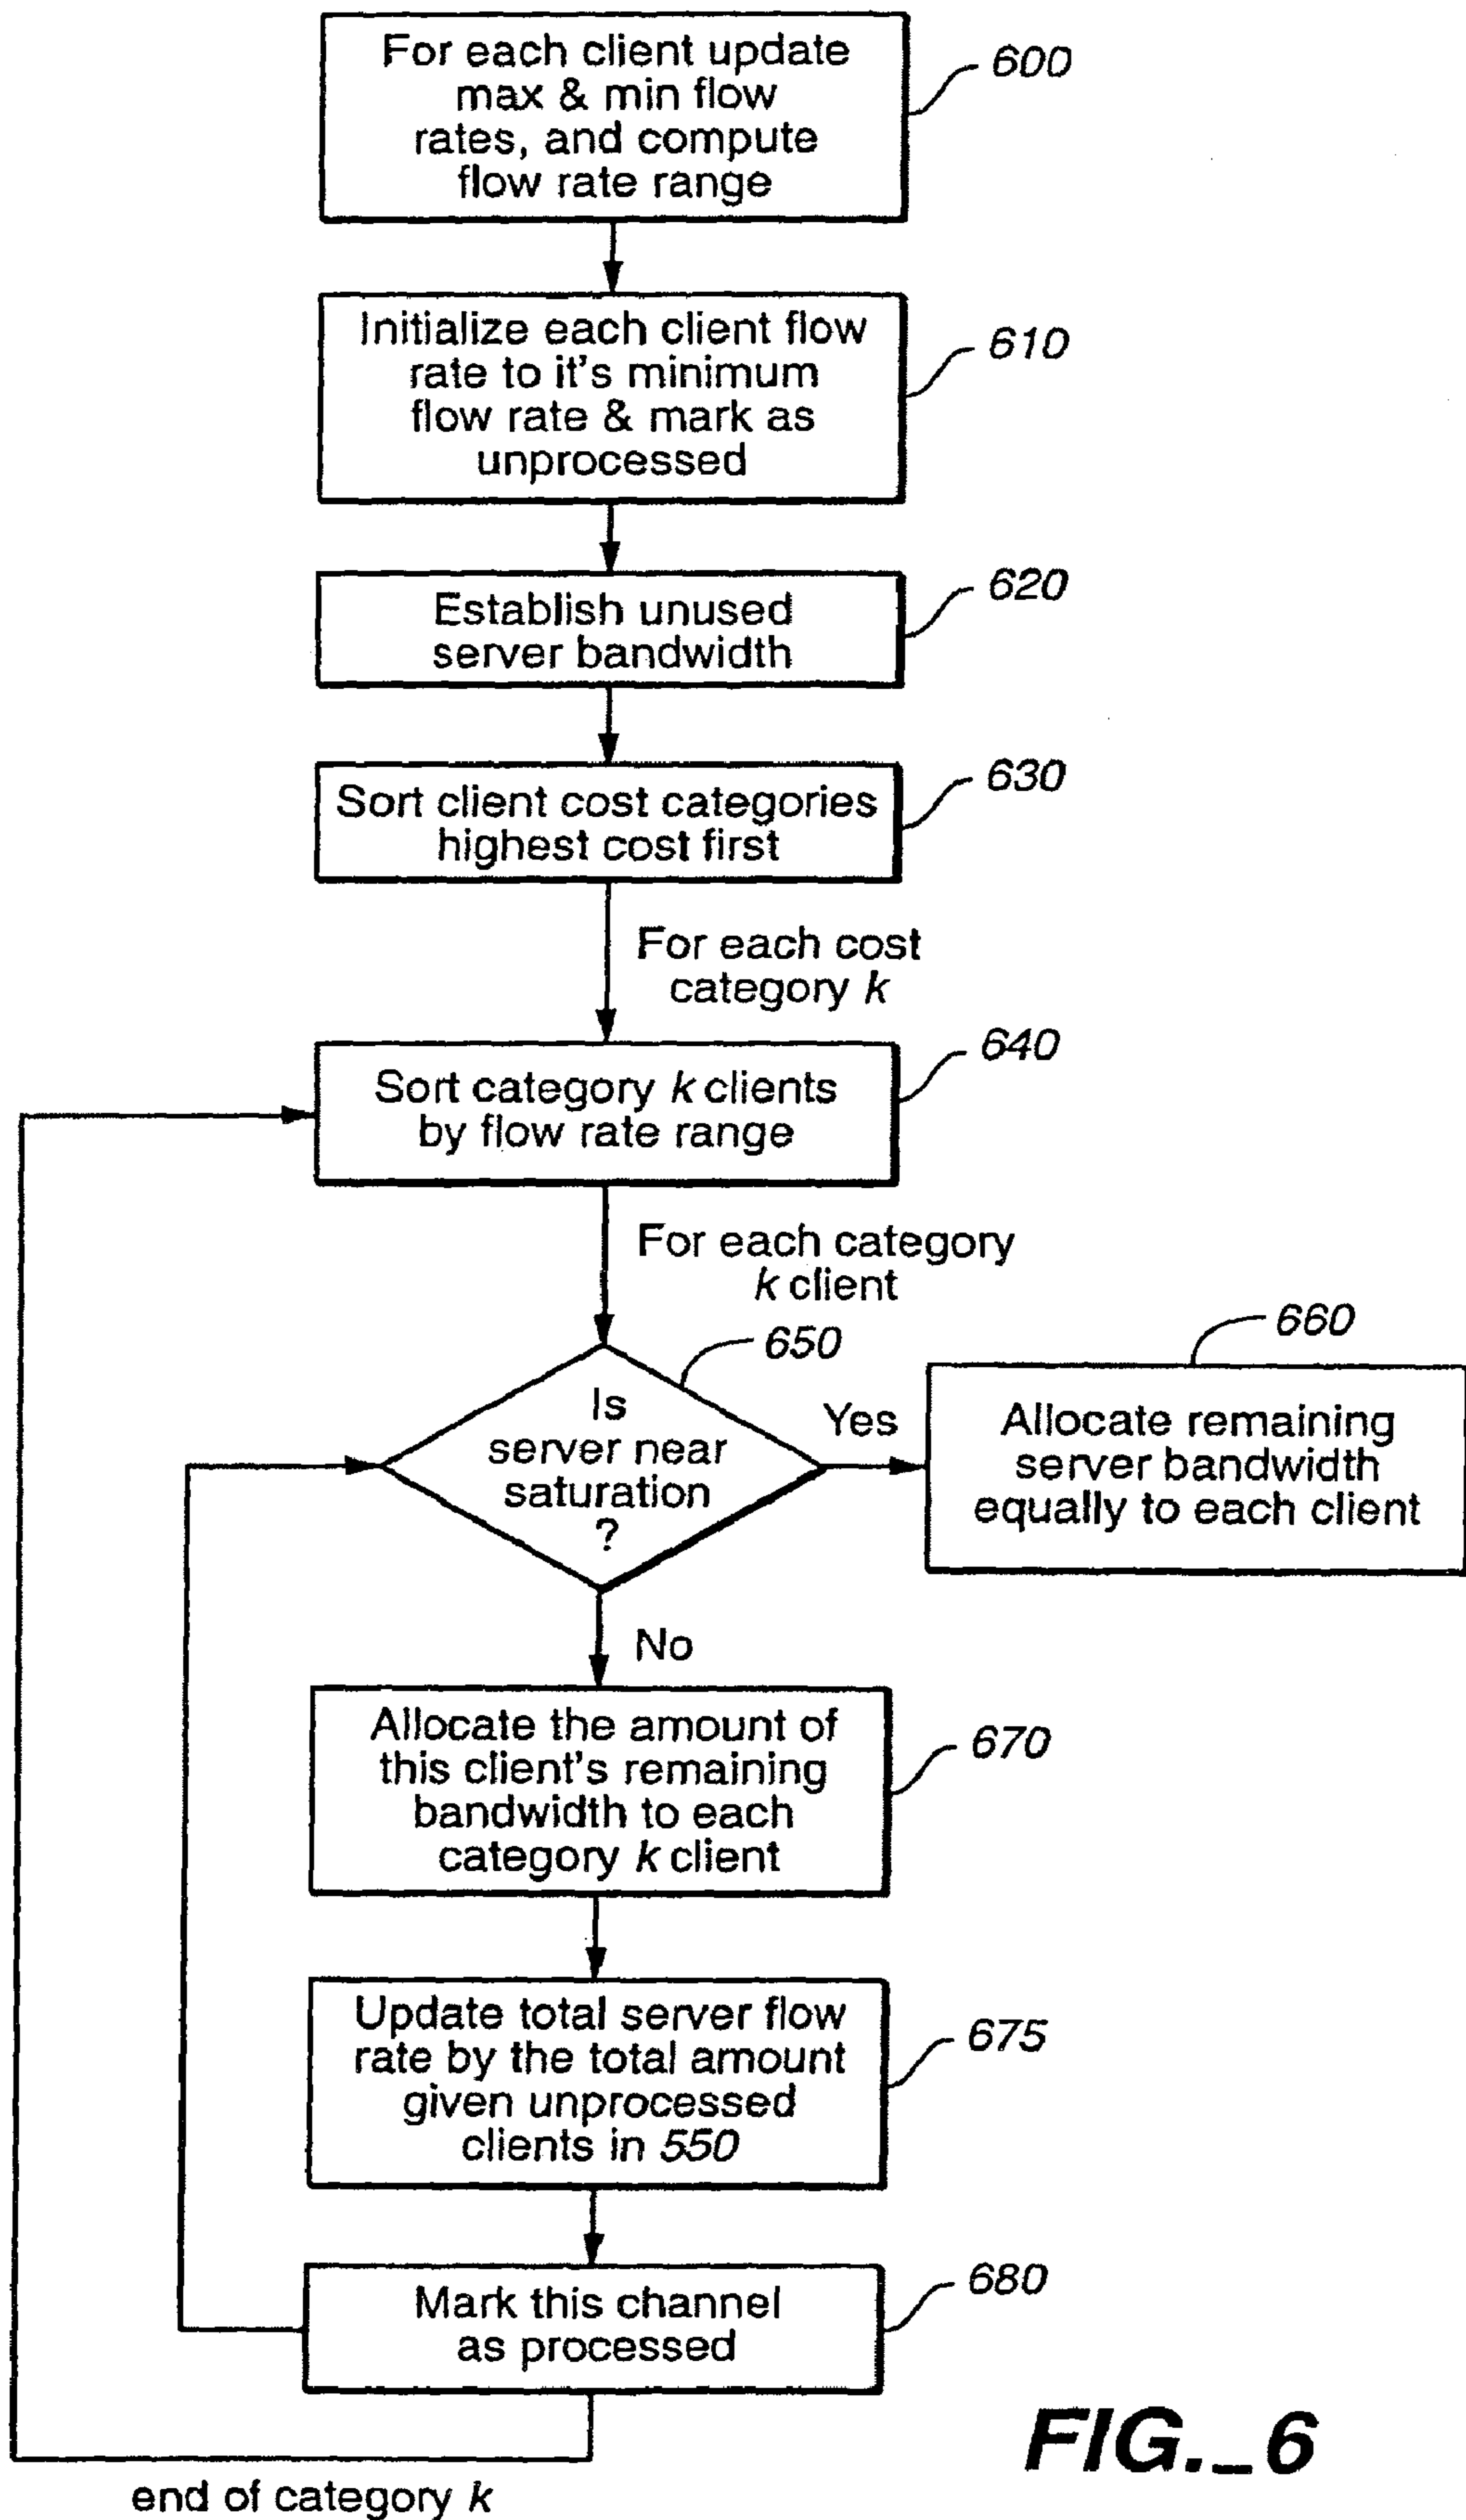 For each client update
max & min flow
rates, and compute
flow rate range
600
Initialize each client flow
rate to it's minimum
flow rate & mark as
unprocessed
610
Establish unused
server bandwidth
620
Sort client cost categories
highest cost first
630
For each cost
category k
Sort category k clients
by flow rate range
640
For each category
k client
650
Is
server near
saturation
?
Yes
660
Allocate remaining
server bandwidth
equally to each client
No
Allocate the amount of
this client's remaining
bandwidth to each
category k client
670
Update total server flow
rate by the total amount
given unprocessed
clients in 550
675
Mark this channel
as processed
680
end of category k
FIG._6